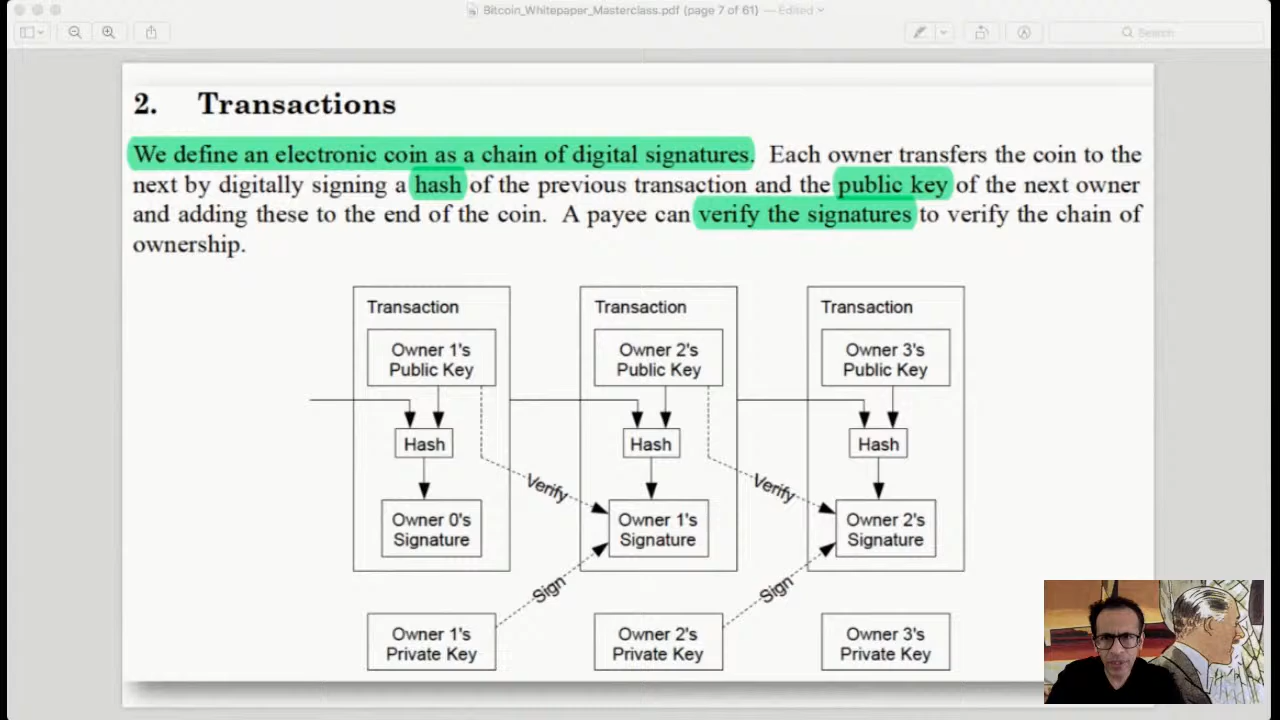 Bitcoin_Whitepaper_Masterclass.pdf (page 7 of 61) — Edited
Search
2. Transactions
We define an electronic coin as a chain of digital signatures. Each owner transfers the coin to the
next by digitally signing a hash of the previous transaction and the public key of the next owner
and adding these to the end of the coin. A payee can verify the signatures to verify the chain of
ownership.
Transaction
Owner 1's
Public Key
Hash
Owner 0's
Signature
Transaction
Owner 2's
Public Key
Hash
Owner 1's
Signature
Transaction
Owner 3's
Public Key
Hash
Owner 2's
Signature
Verify
Verify
Sign
Sign
Owner 1's
Private Key
Owner 2's
Private Key
Owner 3's
Private Key